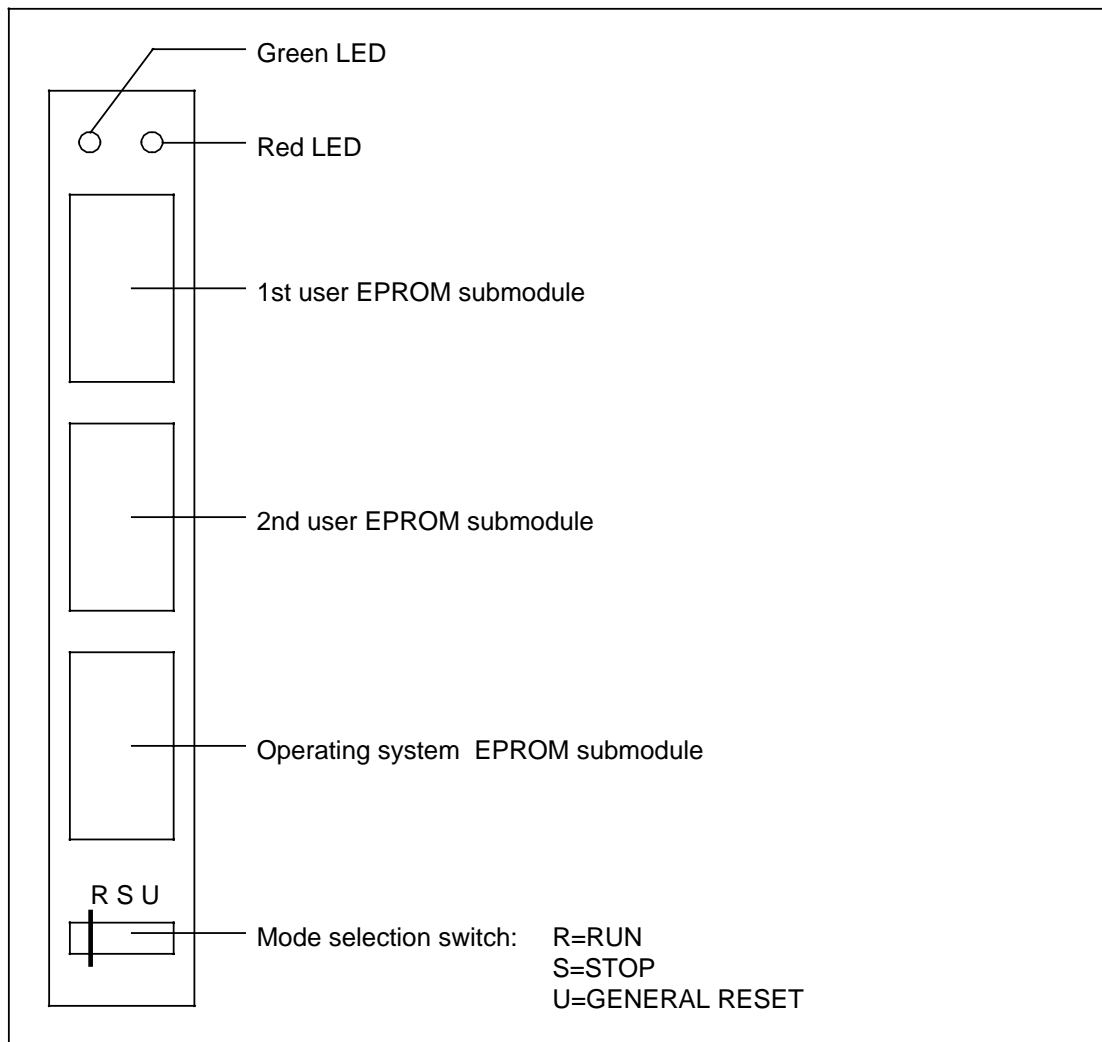 Green LED
Red LED
1st user EPROM submodule
2nd user EPROM submodule
Operating system EPROM submodule
R S U
Mode selection switch: R=RUN
S=STOP
U=GENERAL RESET